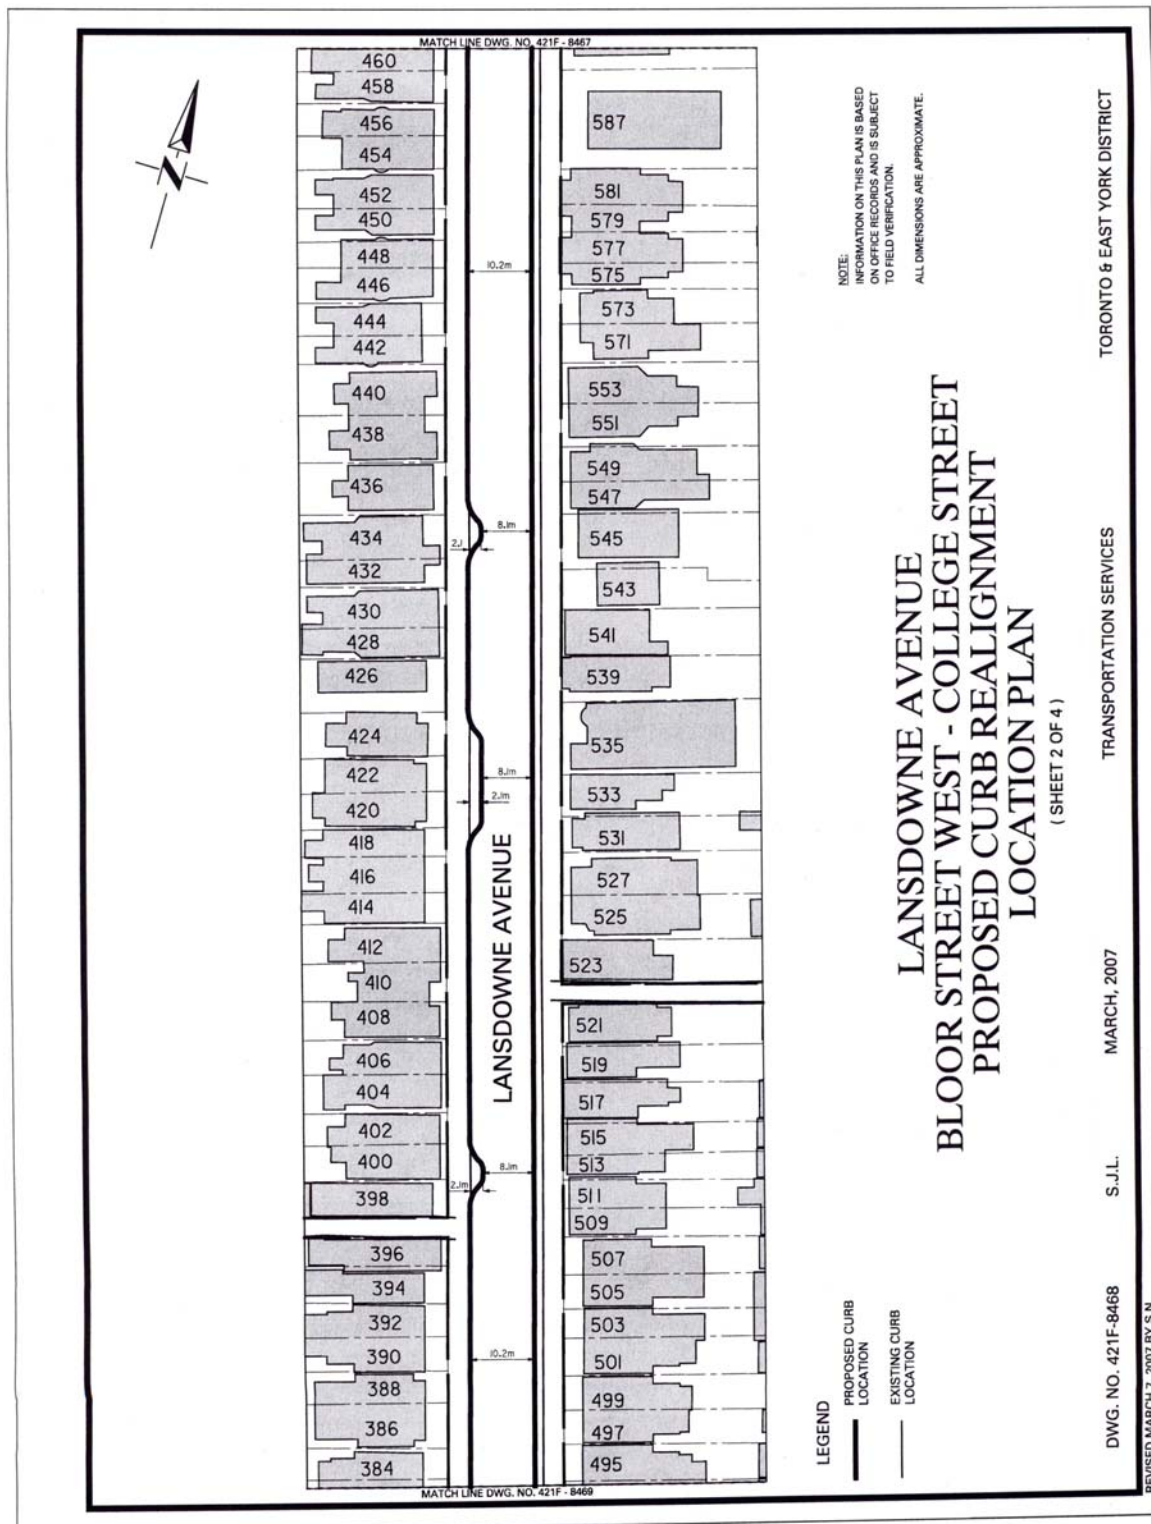 MATCH LINE DWG. NO. 421F - 8467
460
458
456
454
452
450
448
446
444
442
440
438
436
434
432
430
428
426
424
422
420
418
416
414
412
410
408
406
404
402
400
398
396
394
392
390
388
386
384
10.2m
8.1m
2.1
8.1m
2.1m
LANSDOWNE AVENUE
8.1m
2.1m
10.2m
587
581
579
577
575
573
571
553
551
549
547
545
543
541
539
535
533
531
527
525
523
521
519
517
515
513
511
509
507
505
503
501
499
497
495
MATCH LINE DWG. NO. 421F - 8469
N
NOTE:
INFORMATION ON THIS PLAN IS BASED
ON OFFICE RECORDS AND IS SUBJECT
TO FIELD VERIFICATION.
ALL DIMENSIONS ARE APPROXIMATE.
LANSDOWNE AVENUE
BLOOR STREET WEST - COLLEGE STREET
PROPOSED CURB REALIGNMENT
LOCATION PLAN
( SHEET 2 OF 4 )
LEGEND
PROPOSED CURB
LOCATION
EXISTING CURB
LOCATION
DWG. NO. 421F-8468
S.J.L.
MARCH, 2007
TRANSPORTATION SERVICES
TORONTO & EAST YORK DISTRICT
REVISED MARCH 7, 2007 BY S.N.